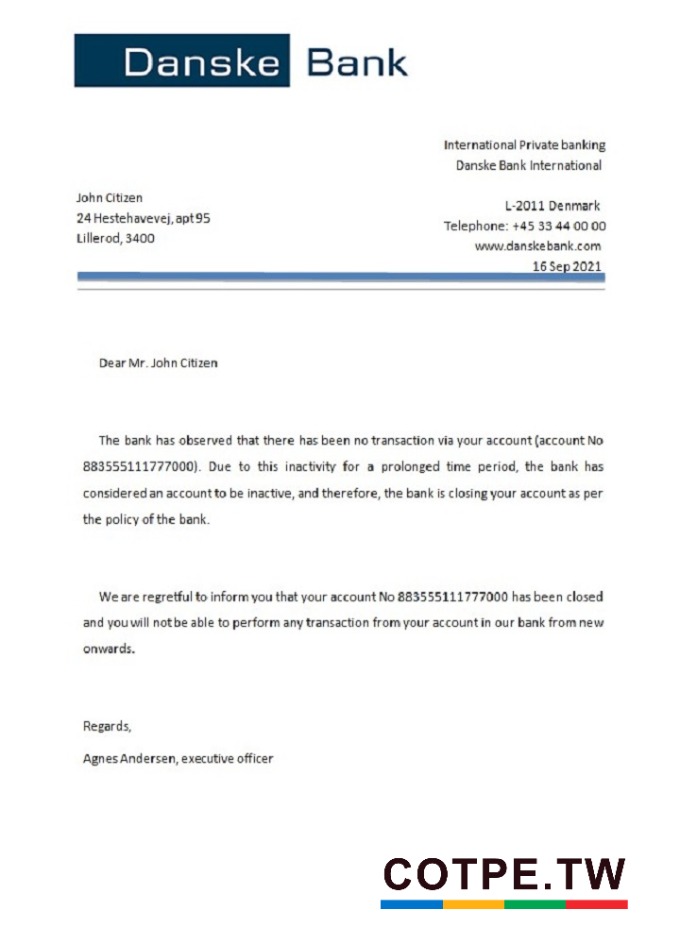 Danske Bank
International Private banking
Danske Bank International
John Citizen
24 Hestehavevej, apt 95
Lillerod, 3400
L-2011 Denmark
Telephone: +45 33 44 00 00
www.danskebank.com
16 Sep 2021
Dear Mr. John Citizen
The bank has observed that there has been no transaction via your account (account No
883555111777000). Due to this inactivity for a prolonged time period, the bank has
considered an account to be inactive, and therefore, the bank is closing your account as per
the policy of the bank.
We are regretful to inform you that your account No 883555111777000 has been closed
and you will not be able to perform any transaction from your account in our bank from new
onwards.
Regards,
Agnes Andersen, executive officer
COTPE.TW